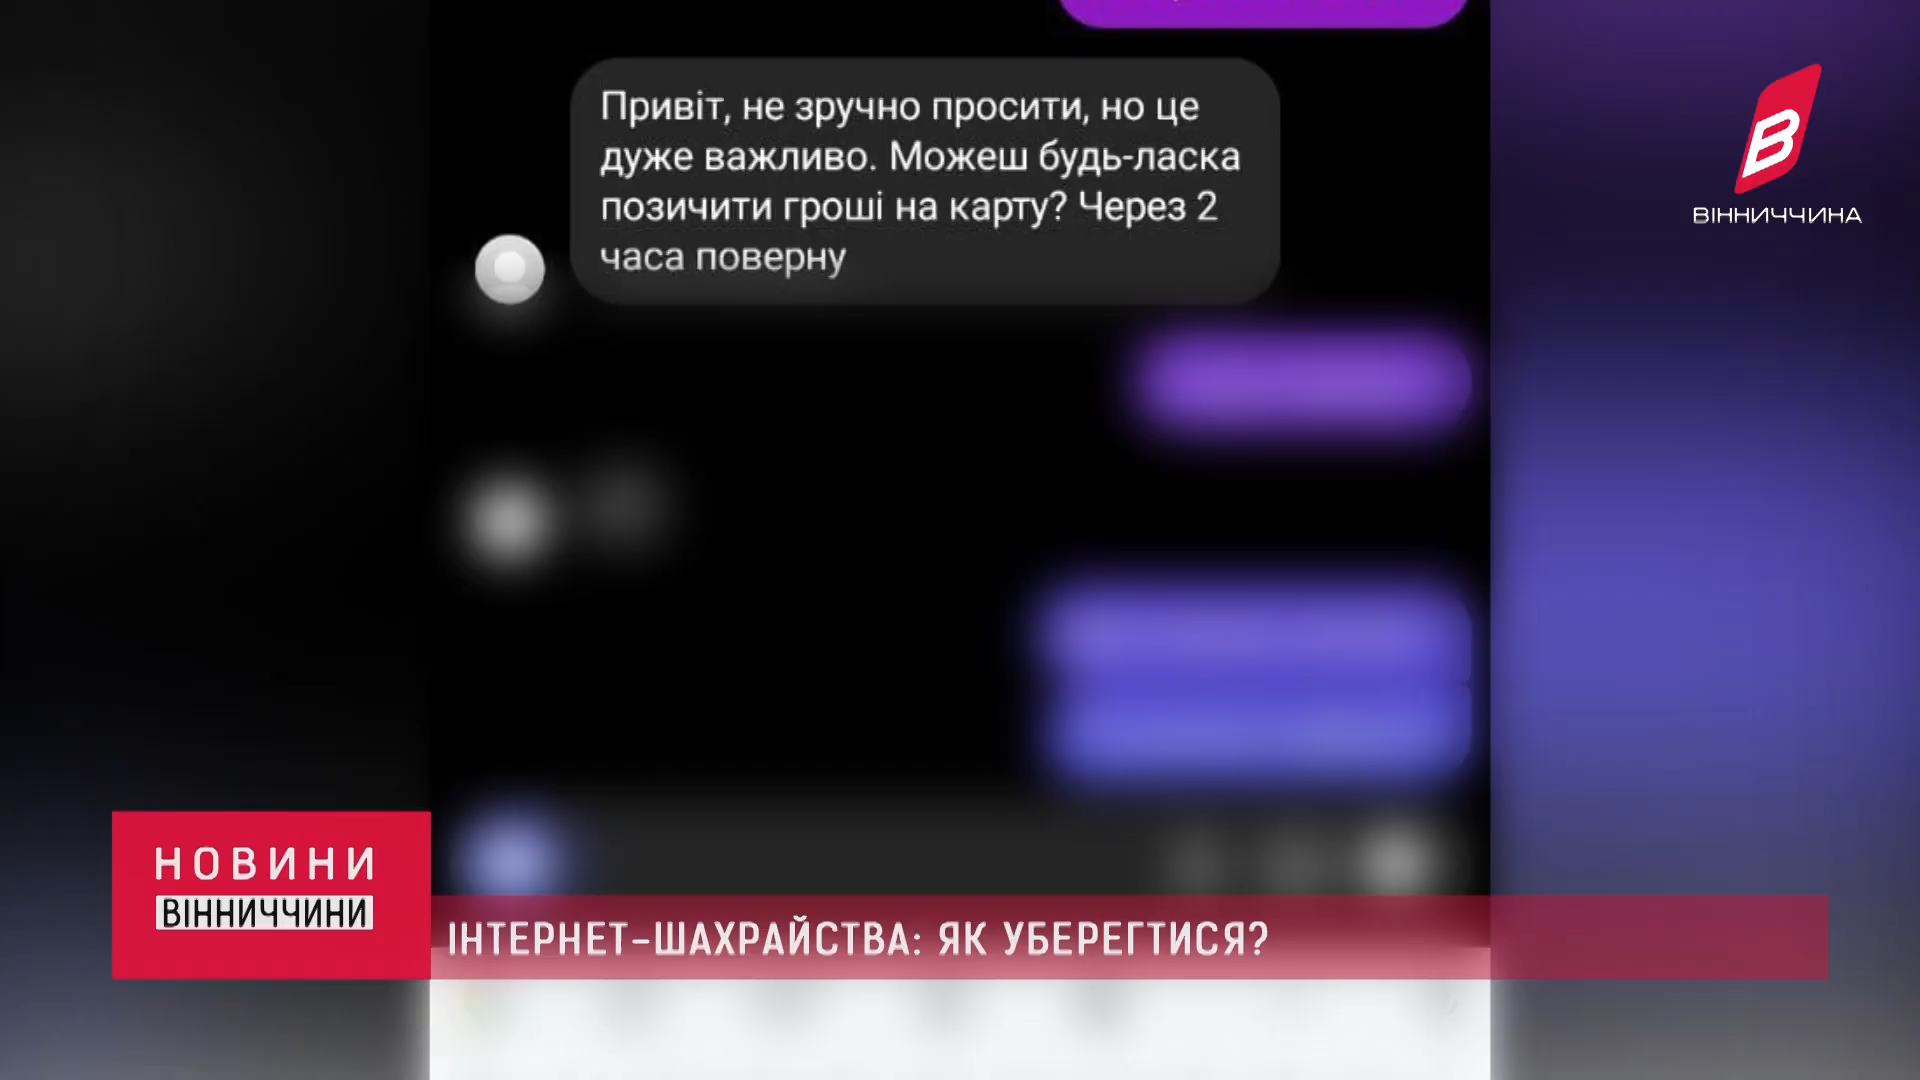 Привіт, не зручно просити, но це
дуже важливо. Можеш будь-ласка
позичити гроші на карту? Через 2
часа поверну
ВІННИЧЧИНА
НОВИНИ
ВІННИЧЧИНИ
ІНТЕРНЕТ-ШАХРАЙСТВА: ЯК УБЕРЕГТИСЯ?